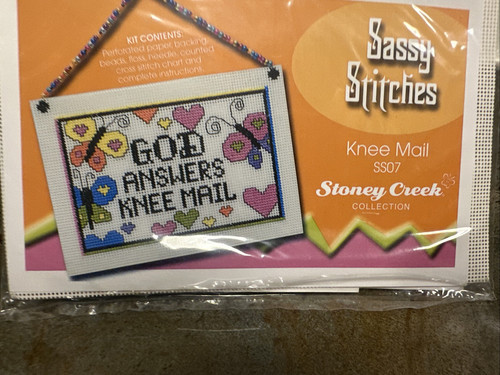 KIT CONTENTS:
Perforated paper, backing,
beads, floss, needle, counted
cross stitch chart and
complete instructions.
GOD
ANSWERS
KNEE MAIL
Sassy
Stitches
Knee Mail
SS07
Stoney Creek
COLLECTION